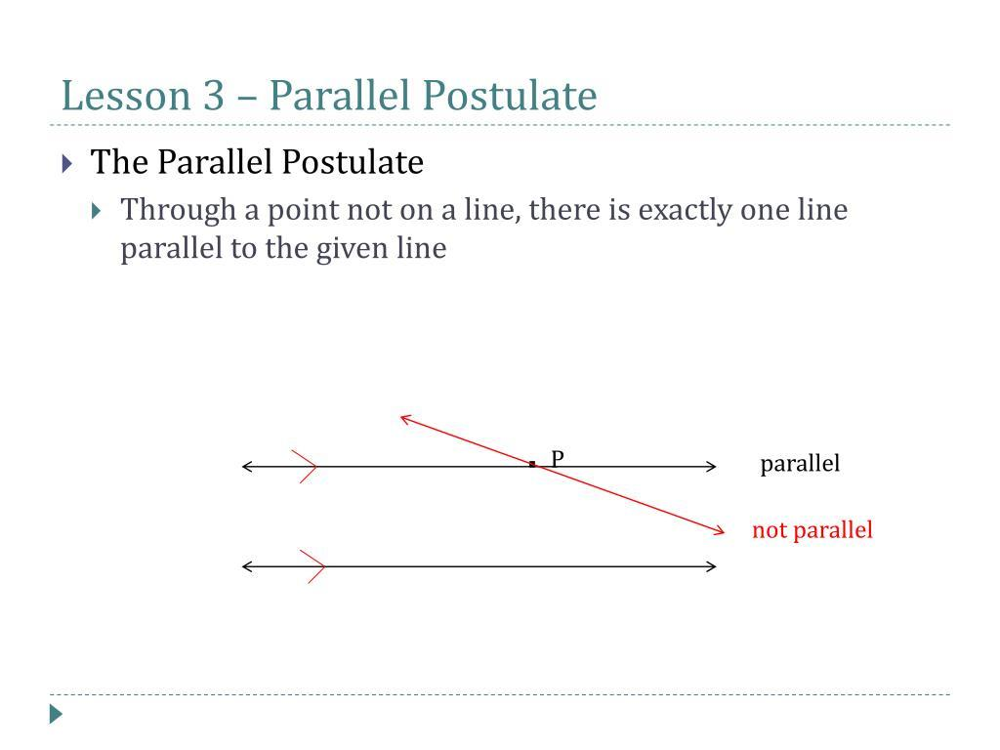 Lesson 3 – Parallel Postulate
The Parallel Postulate
Through a point not on a line, there is exactly one line
parallel to the given line
P
parallel
not parallel